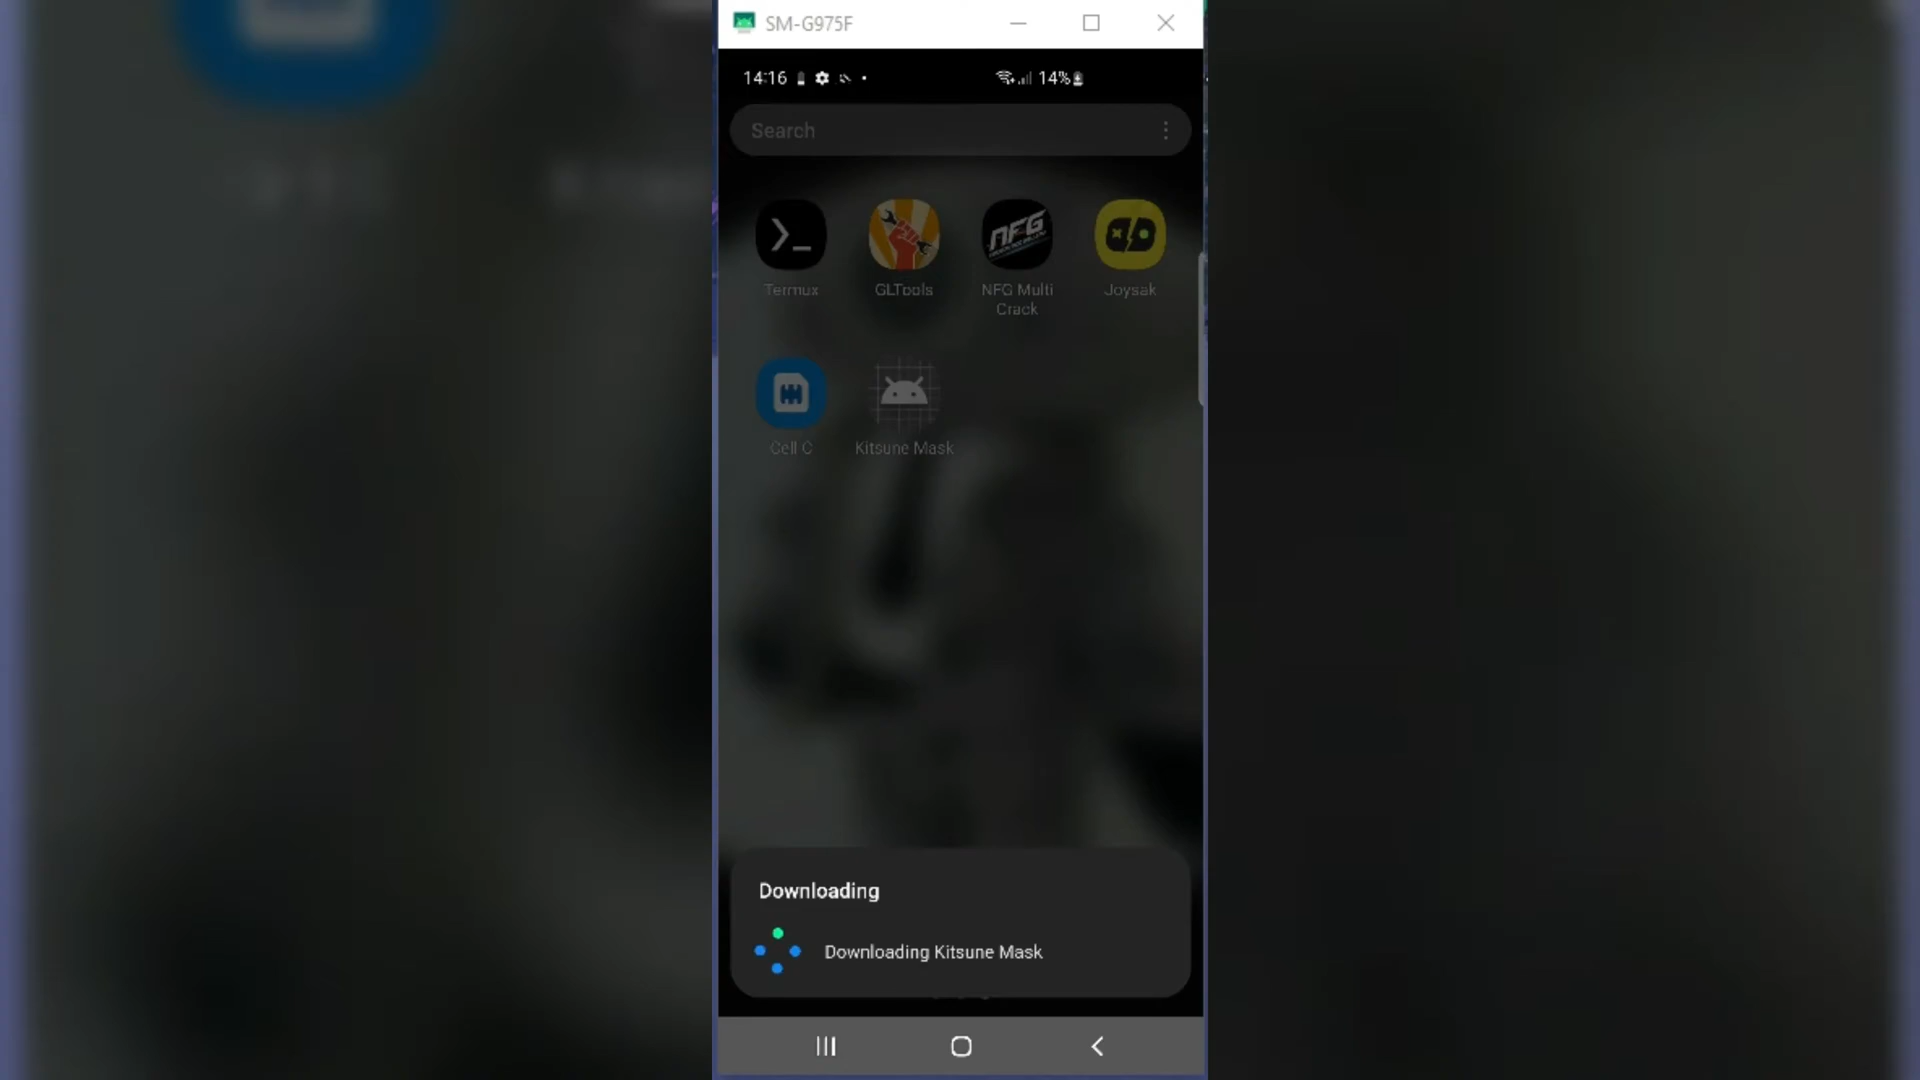 SM-G975F
14:16
14%
Search
Termux
GLTools
NFG Multi
Crack
Joysak
NFG
Cell C
Kitsune Mask
Downloading
Downloading Kitsune Mask